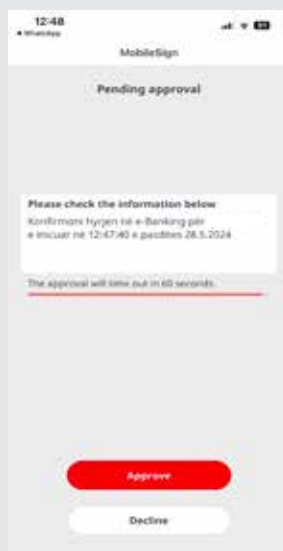 12:48
WhatsApp
MobileSign
Pending approval
Please check the information below
Konfirmoni hyrjen në e-Banking për
e iniciuar në 12:47:40 e pasdites 28.5.2024
The approval will time out in 60 seconds.
Approve
Decline